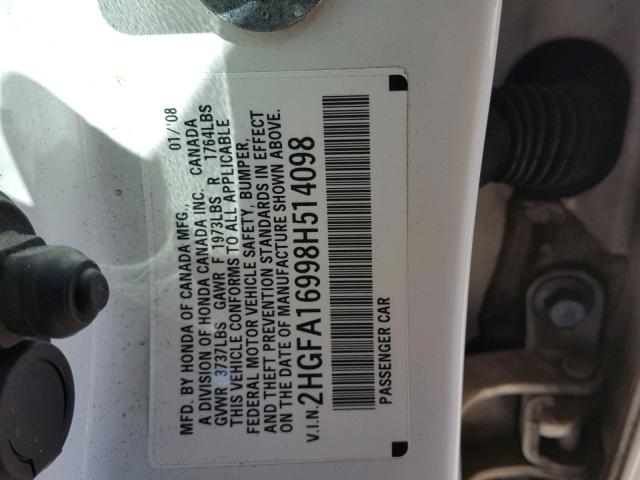 MFD. BY HONDA OF CANADA MFG., 01/'08
A DIVISION OF HONDA CANADA INC. CANADA
GVWR 3737LBS GAWR F 1973LBS R 1764LBS
THIS VEHICLE CONFORMS TO ALL APPLICABLE
FEDERAL MOTOR VEHICLE SAFETY, BUMPER,
AND THEFT PREVENTION STANDARDS IN EFFECT
ON THE DATE OF MANUFACTURE SHOWN ABOVE.
V.I.N. 2HGFA16998H514098
PASSENGER CAR